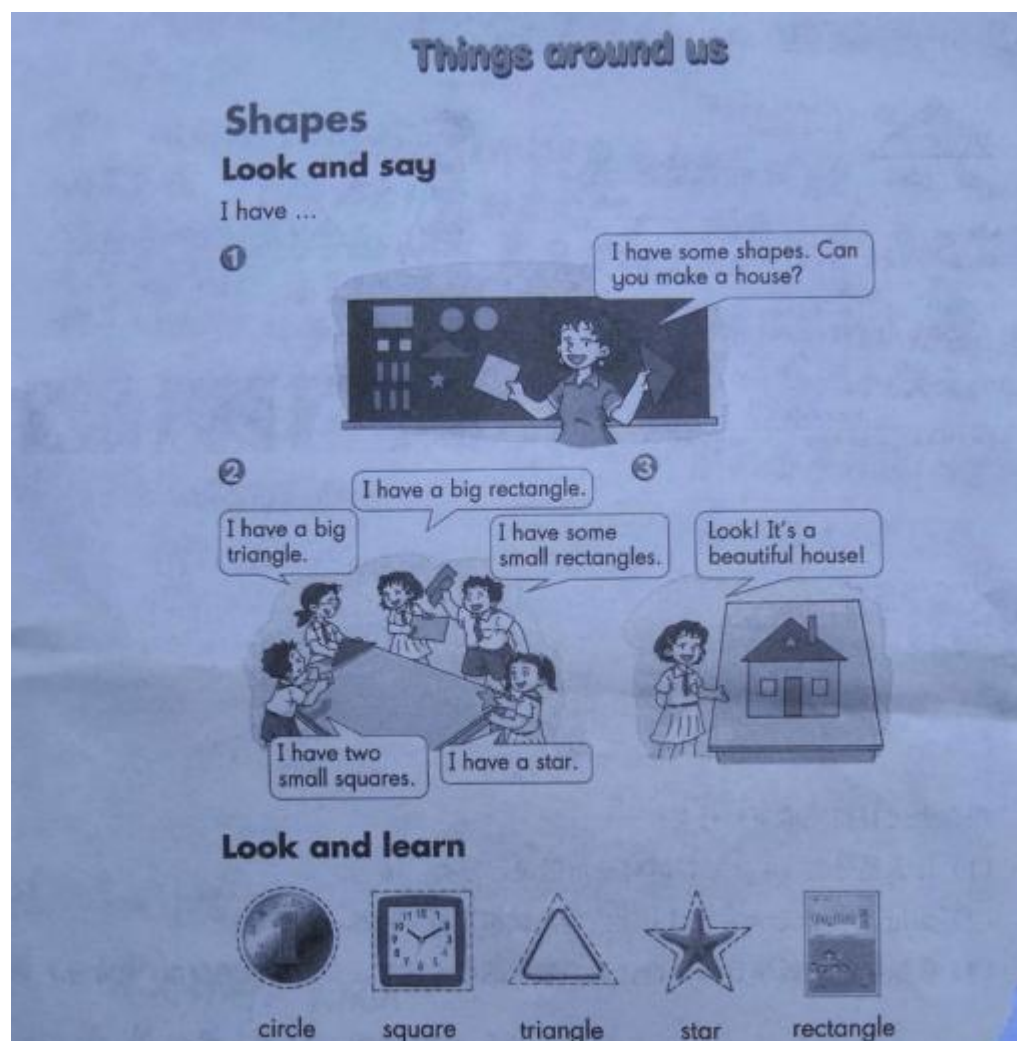 Things around us
Shapes
Look and say
I have ...
1
I have some shapes. Can
you make a house?
2
I have a big rectangle.
I have a big
triangle.
I have some
small rectangles.
I have two
small squares.
I have a star.
3
Look! It's a
beautiful house!
Look and learn
circle
square
triangle
star
rectangle